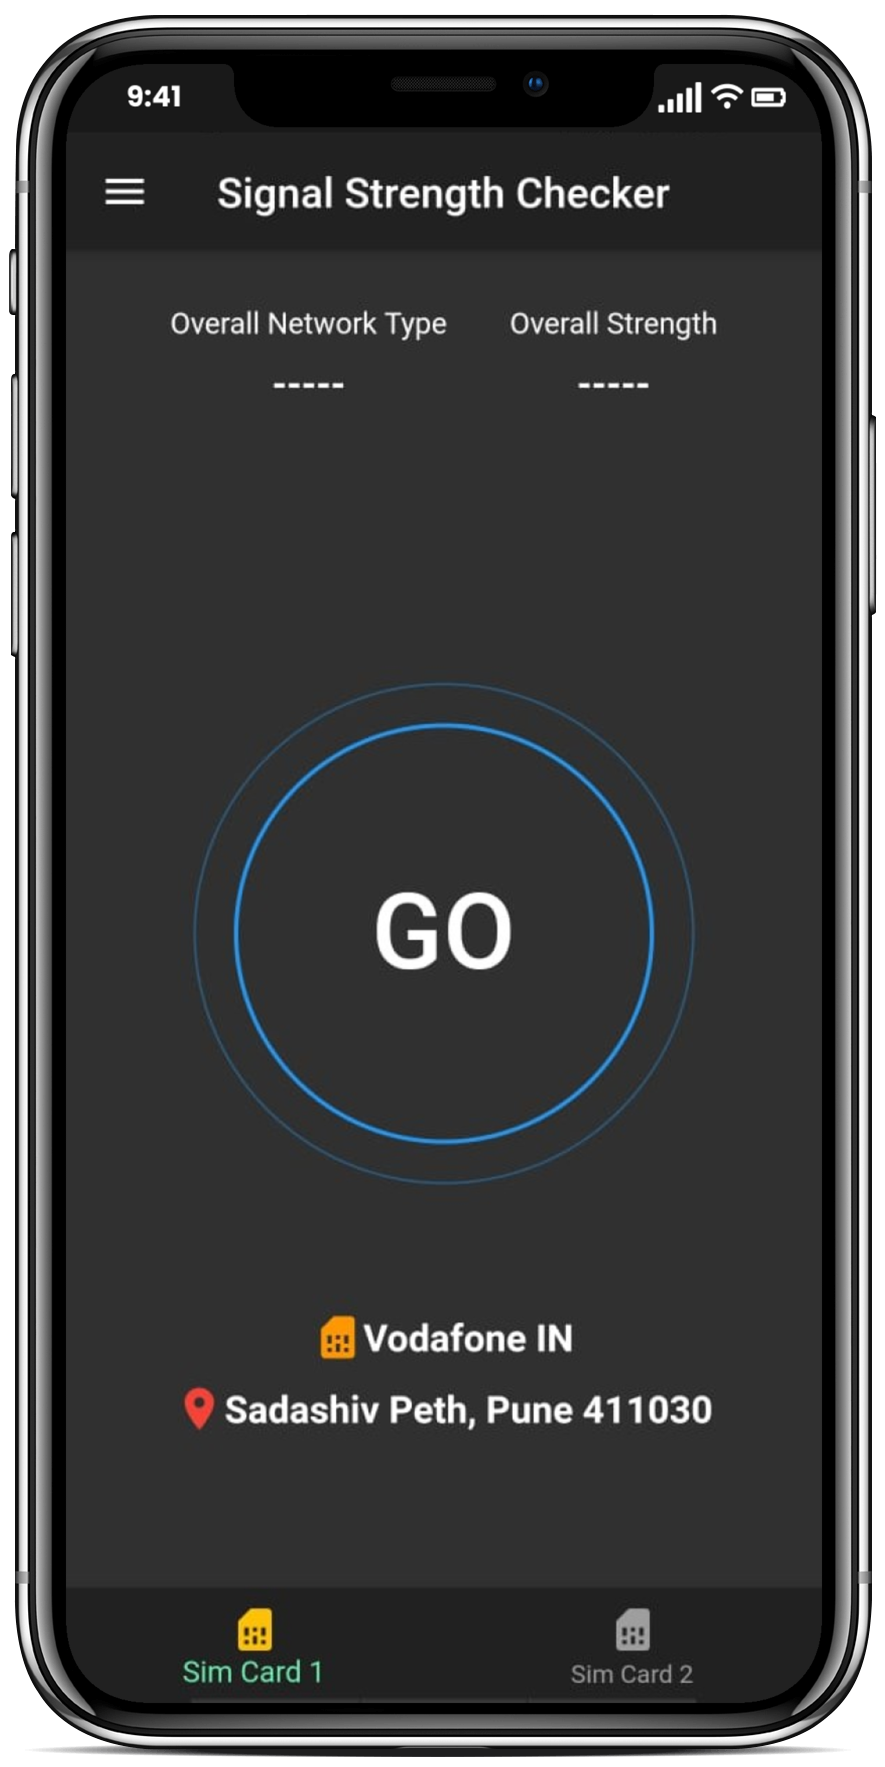 9:41
Signal Strength Checker
Overall Network Type Overall Strength
----- -----
GO
Vodafone IN
Sadashiv Peth, Pune 411030
Sim Card 1 Sim Card 2